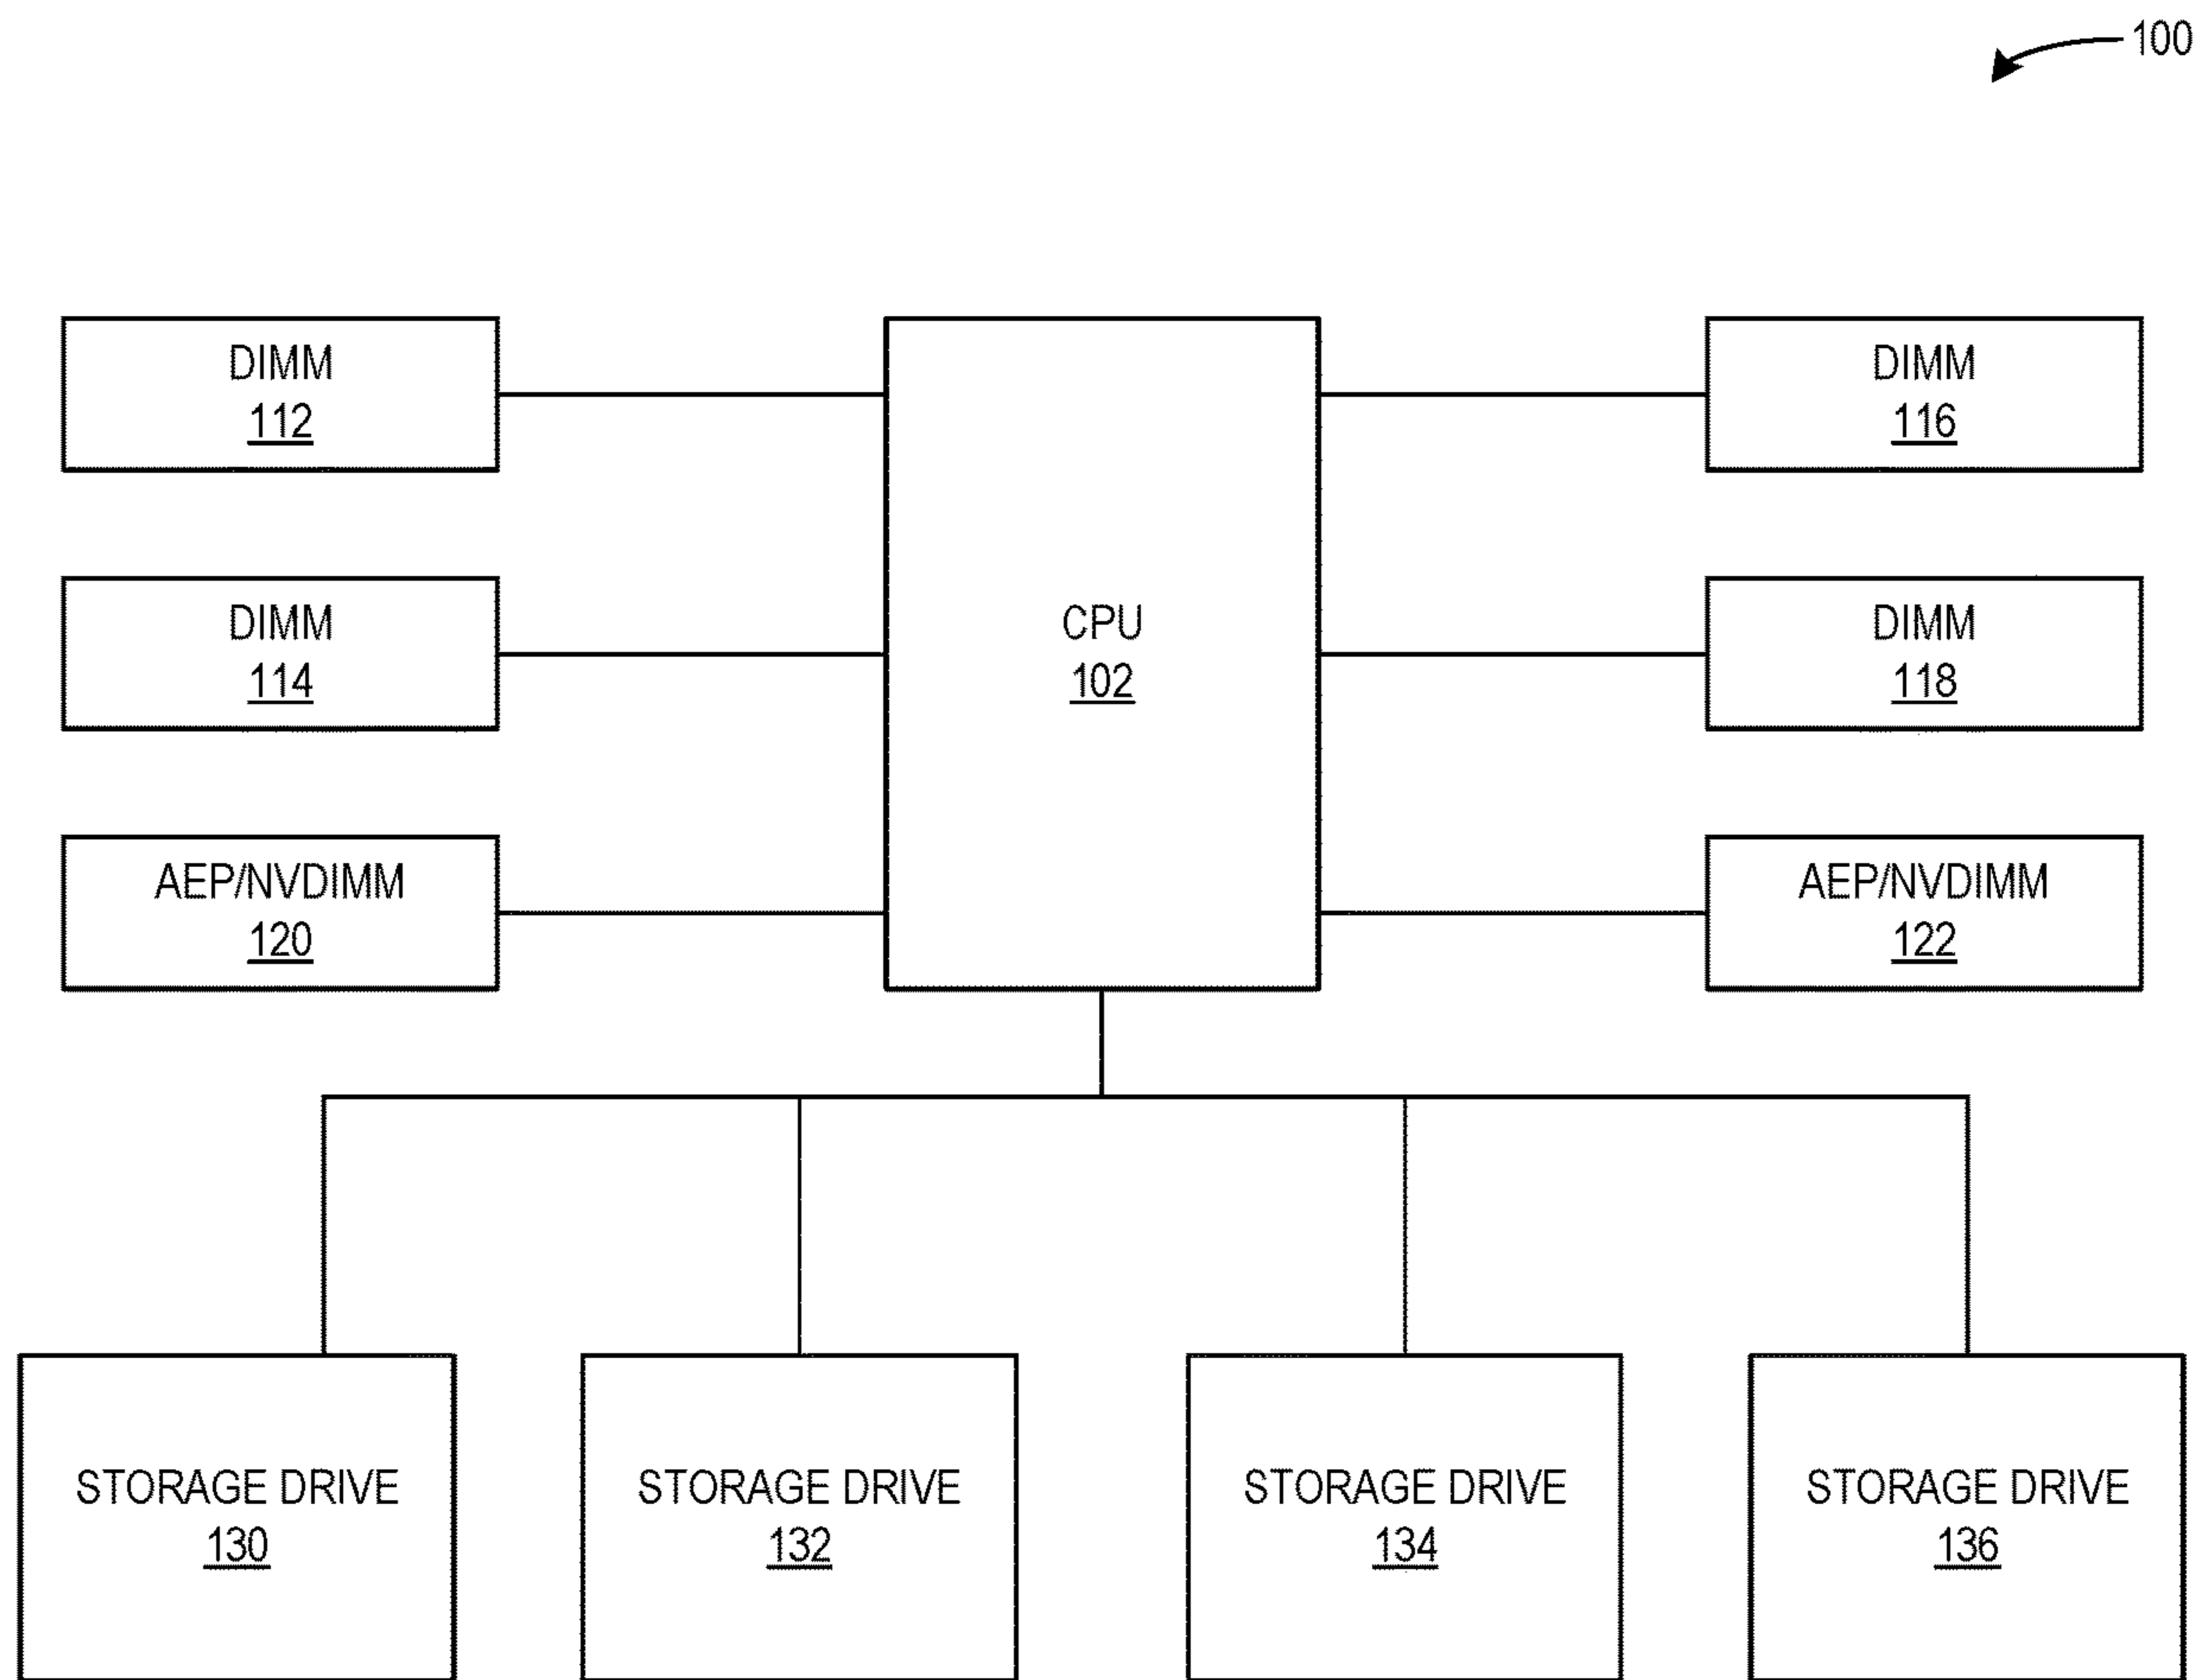 100
DIMM
112
DIMM
116
CPU
102
DIMM
114
DIMM
118
AEP/NVDIMM
120
AEP/NVDIMM
122
STORAGE DRIVE
130
STORAGE DRIVE
132
STORAGE DRIVE
134
STORAGE DRIVE
136